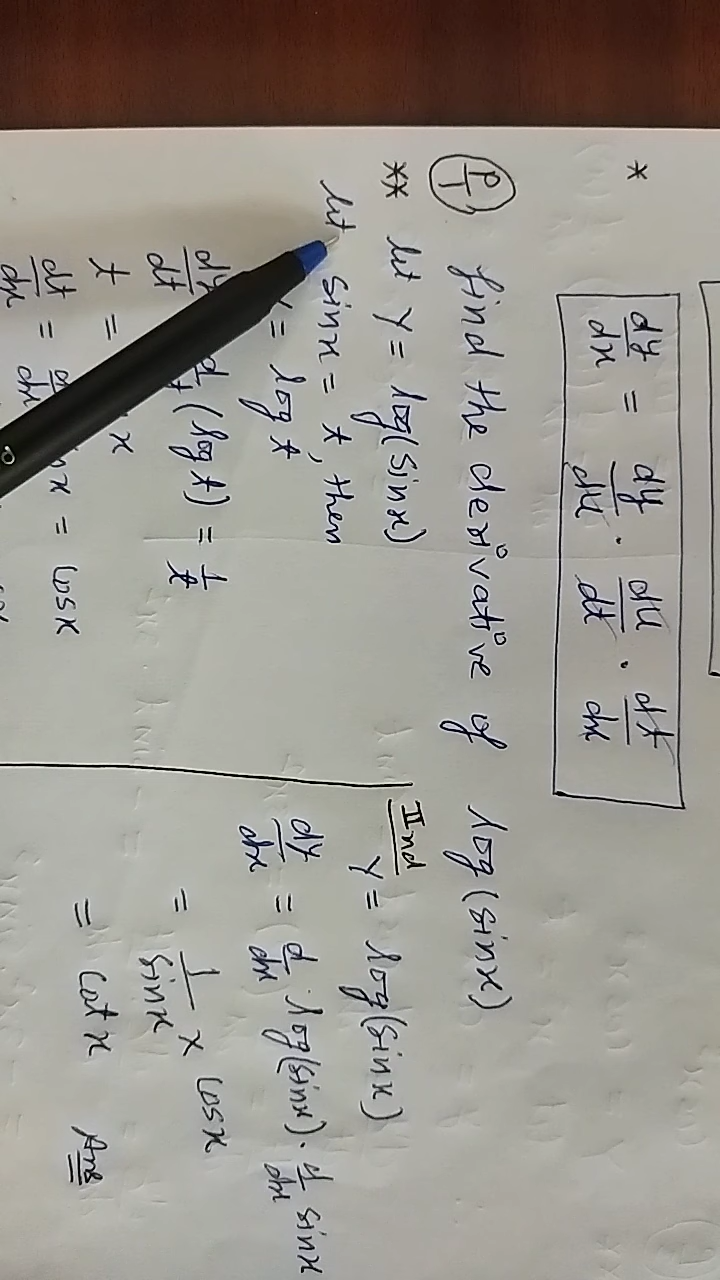 *
dy/dx = dy/du · du/dt · dt/dx
P/1 find the derivative of log(sinx)
** let y = log(sinx)
let sinx = t, then
y = log t
dy/dt d/dt (log t) = 1/t
t = x
dt/dx = nx = cosx
IInd
y = log(sinx)
dy/dx = (d/dx · log(sinx) · d/dx sinx
= 1/sinx × cosx
= cotx Ans